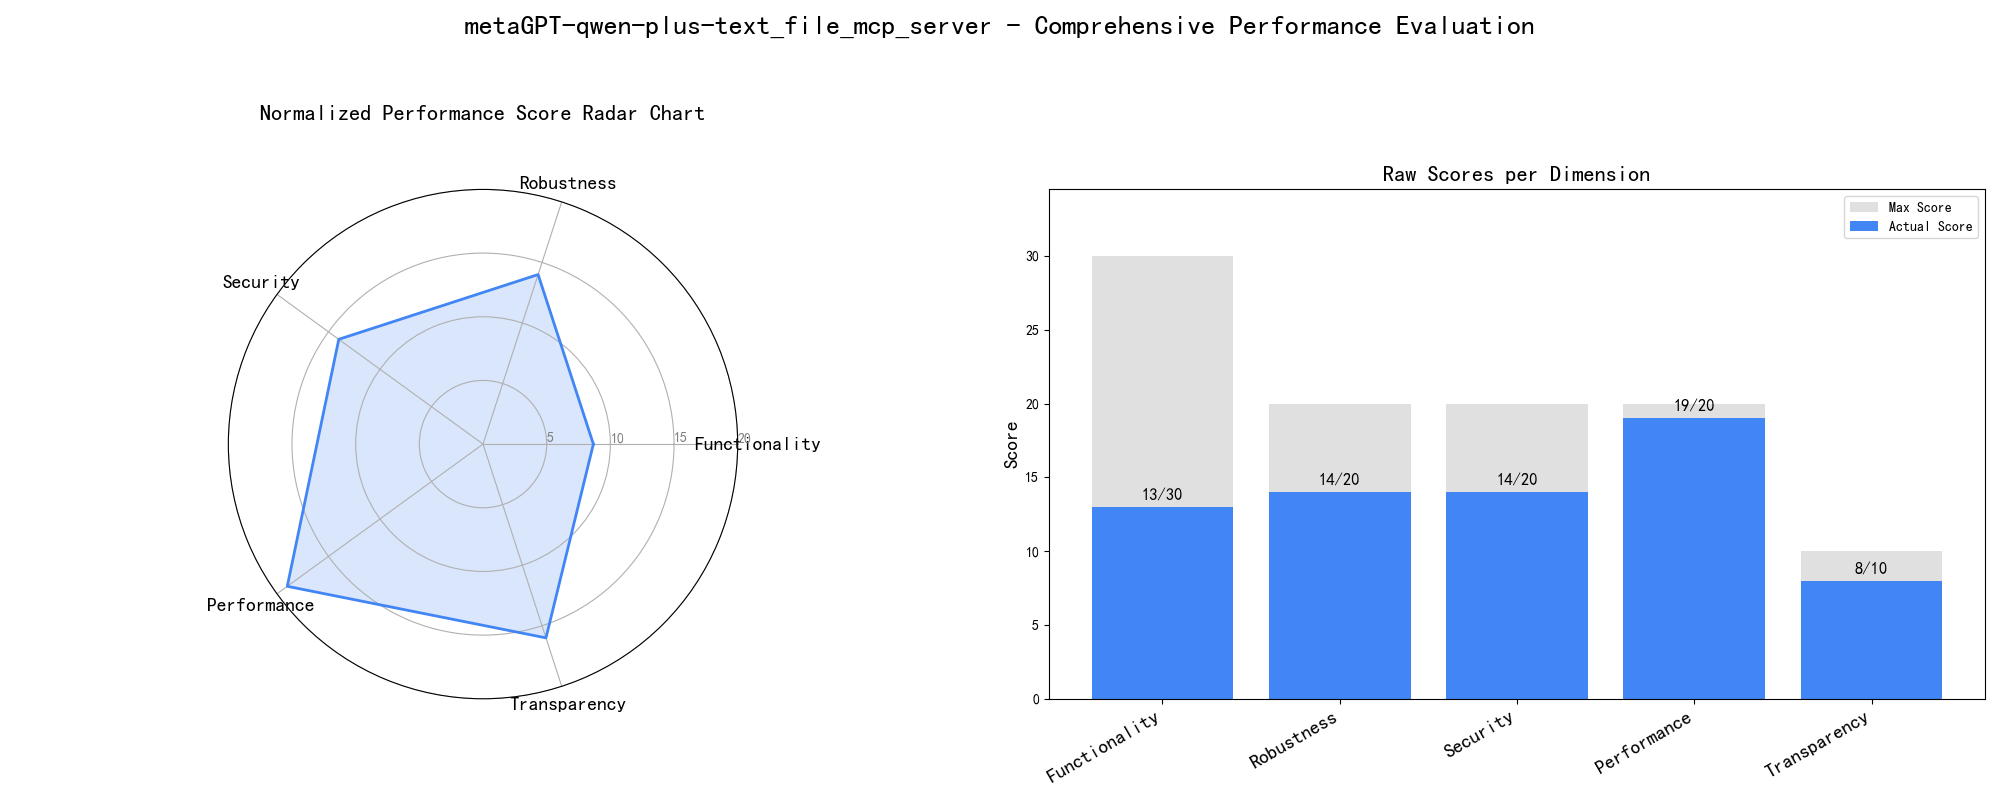 metaGPT-qwen-plus-text_file_mcp_server - Comprehensive Performance Evaluation
Normalized Performance Score Radar Chart
Robustness
Security
Functionality
Performance
Transparency
5
10
15
20
Raw Scores per Dimension
Max Score
Actual Score
Score
30
25
20
15
10
5
0
13/30
14/20
14/20
19/20
8/10
Functionality
Robustness
Security
Performance
Transparency